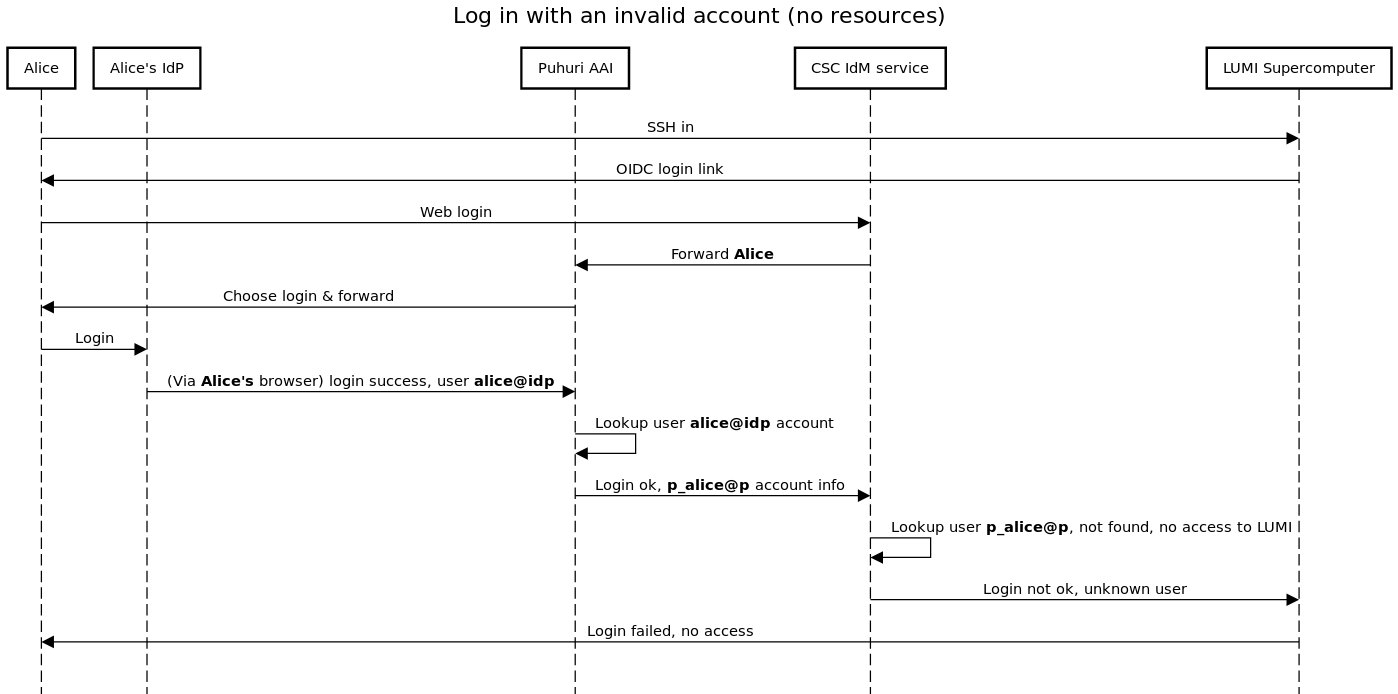 Log in with an invalid account (no resources)
Alice
Alice's IdP
Puhuri AAI
CSC IdM service
LUMI Supercomputer
SSH in
OIDC login link
Web login
Forward Alice
Choose login & forward
Login
(Via Alice's browser) login success, user alice@idp
Lookup user alice@idp account
Login ok, p_alice@p account info
Lookup user p_alice@p, not found, no access to LUMI
Login not ok, unknown user
Login failed, no access